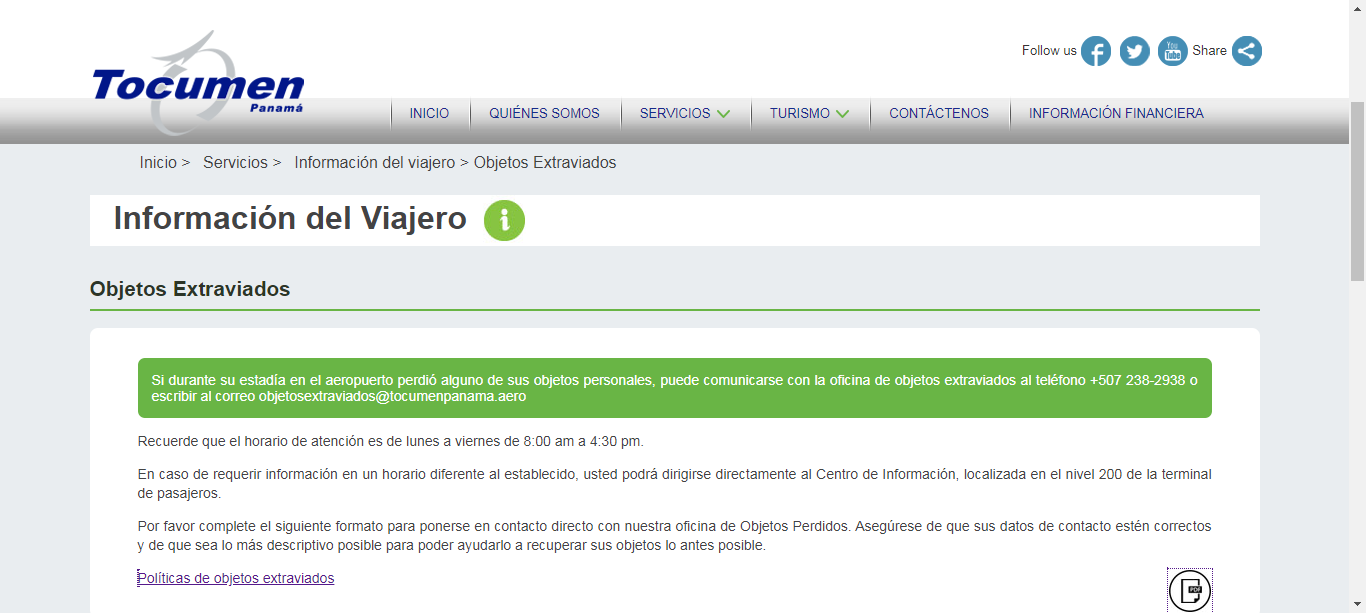 Follow us
You
Tube
Share
Tocumen
Panamá
INICIO QUIÉNES SOMOS SERVICIOS TURISMO CONTÁCTENOS INFORMACIÓN FINANCIERA
Inicio > Servicios > Información del viajero > Objetos Extraviados
Información del Viajero
Objetos Extraviados
Si durante su estadía en el aeropuerto perdió alguno de sus objetos personales, puede comunicarse con la oficina de objetos extraviados al teléfono +507 238-2938 o
escribir al correo objetosextraviados@tocumenpanama.aero
Recuerde que el horario de atención es de lunes a viernes de 8:00 am a 4:30 pm.
En caso de requerir información en un horario diferente al establecido, usted podrá dirigirse directamente al Centro de Información, localizada en el nivel 200 de la terminal
de pasajeros.
Por favor complete el siguiente formato para ponerse en contacto directo con nuestra oficina de Objetos Perdidos. Asegúrese de que sus datos de contacto estén correctos
y de que sea lo más descriptivo posible para poder ayudarlo a recuperar sus objetos lo antes posible.
Políticas de objetos extraviados
PDF